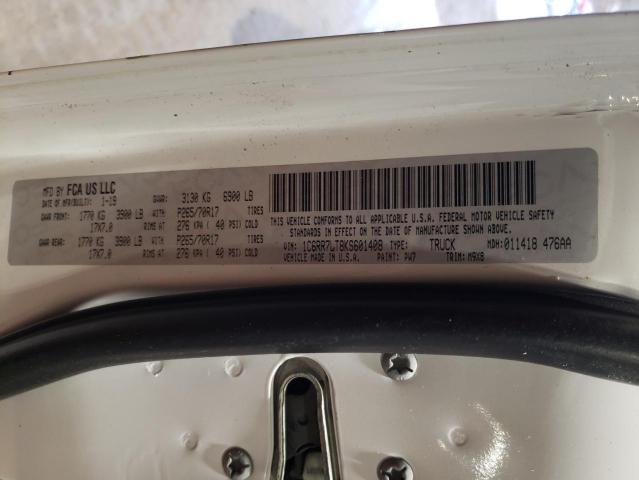 MFD BY FCA US LLC
DATE OF MFR(BUILT): 1-19 GVWR: 3130 KG 6900 LB
GAWR FRONT: 1770 KG 3900 LB WITH P265/70R17 TIRES
17X7.0 RIMS AT 276 KPA ( 40 PSI) COLD
GAWR REAR: 1770 KG 3900 LB WITH P265/70R17 TIRES
17X7.0 RIMS AT 276 KPA ( 40 PSI) COLD
THIS VEHICLE CONFORMS TO ALL APPLICABLE U.S.A. FEDERAL MOTOR VEHICLE SAFETY
STANDARDS IN EFFECT ON THE DATE OF MANUFACTURE SHOWN ABOVE.
VIN: 1C6RR7LTBKS601408 TYPE: TRUCK MDH: 011418 476AA
VEHICLE MADE IN U.S.A. PAINT: PW7 TRIM: M9X8